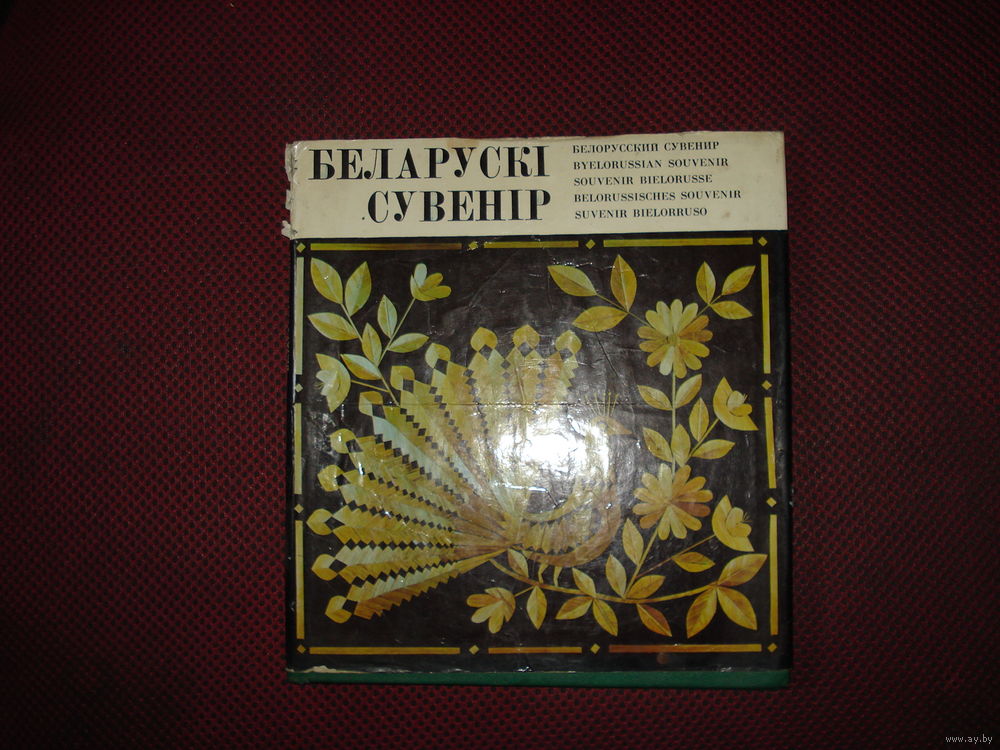 БЕЛАРУСКІ
СУВЕНІР
БЕЛОРУССКИЙ СУВЕНИР
BYELORUSSIAN SOUVENIR
SOUVENIR BIELORUSSE
BELORUSSISCHES SOUVENIR
SUVENIR BIELORRUSO
www.ay.by